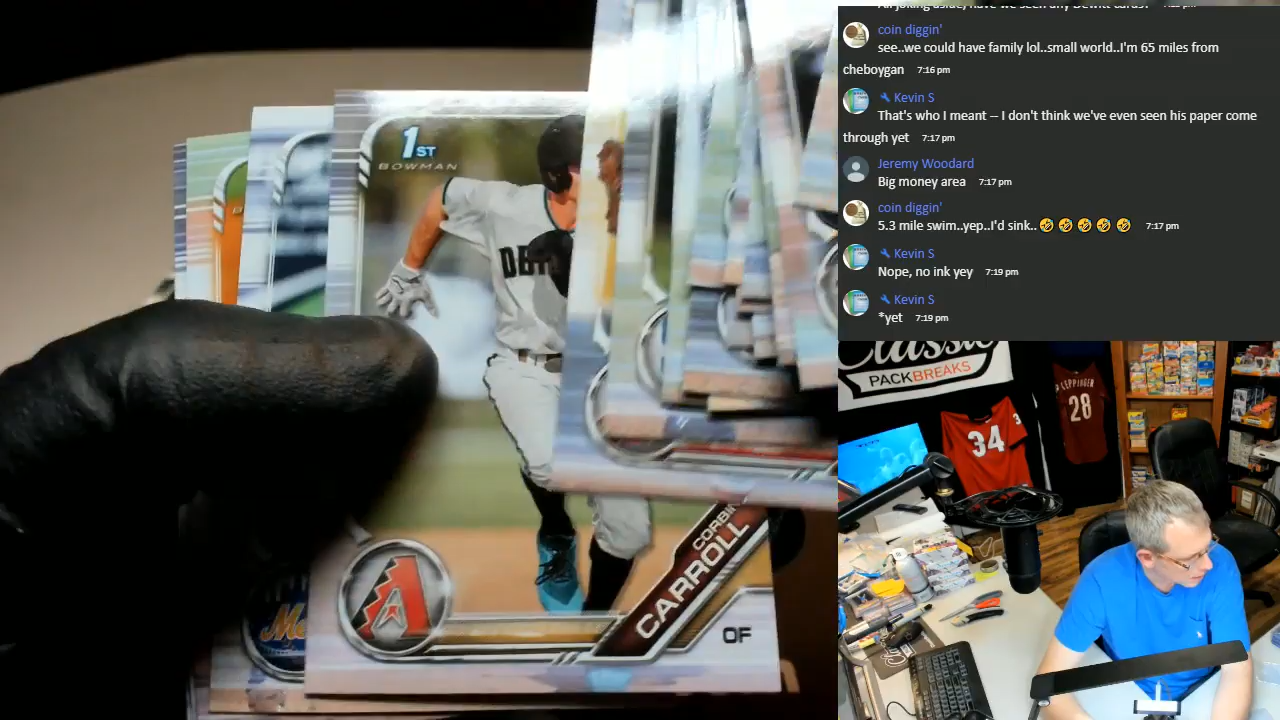 1ST
BOWMAN
CORBIN
CARROLL
OF
coin diggin'
see..we could have family lol..small world..I'm 65 miles from
cheboygan 7:16 pm
Kevin S
That's who I meant – I don't think we've even seen his paper come
through yet 7:17 pm
Jeremy Woodard
Big money area 7:17 pm
coin diggin'
5.3 mile swim..yep..I'd sink.. 🤣🤣🤣🤣🤣 7:17 pm
Kevin S
Nope, no ink yey 7:19 pm
Kevin S
*yet 7:19 pm
Classic
PACKBREAKS
34
LEPPINGER
28